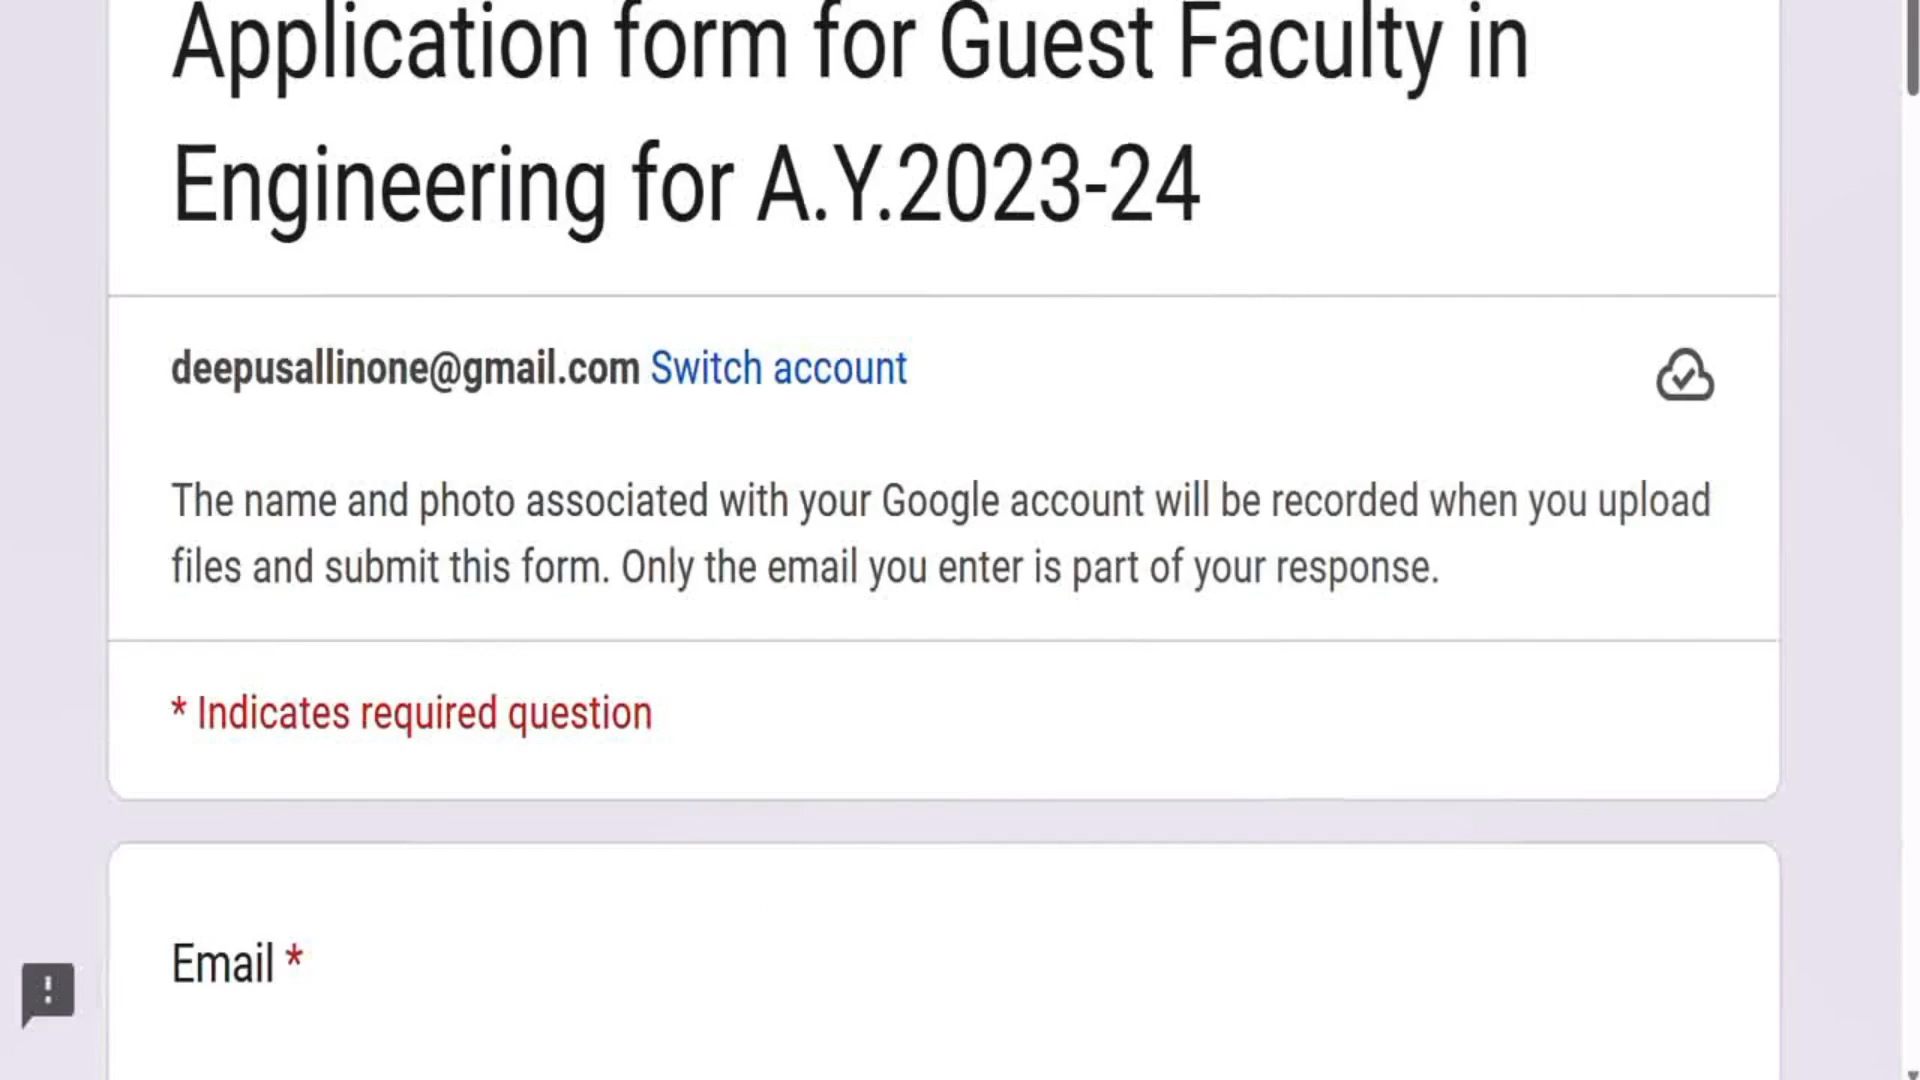 Application form for Guest Faculty in
Engineering for A.Y.2023-24
deepusallinone@gmail.com Switch account
The name and photo associated with your Google account will be recorded when you upload
files and submit this form. Only the email you enter is part of your response.
* Indicates required question
Email *